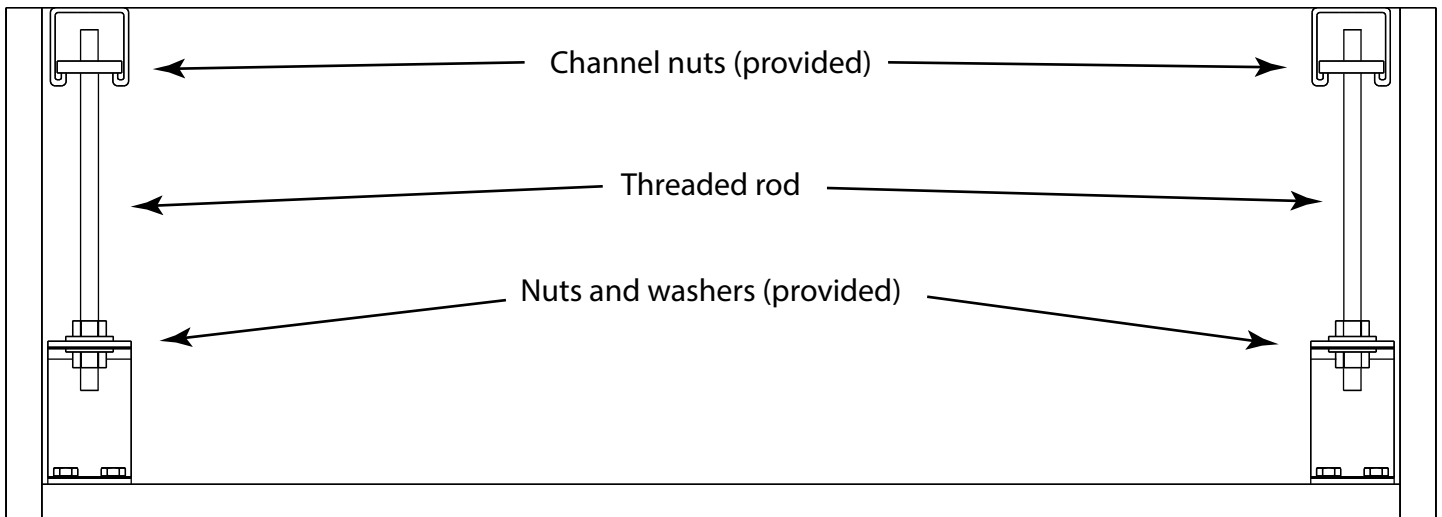 Channel nuts (provided)
Threaded rod
Nuts and washers (provided)